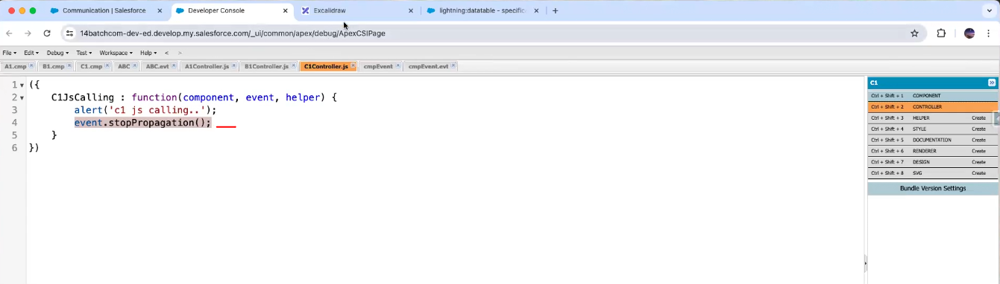 Communication | Salesforce
Developer Console
Excalidraw
lightning:datatable - specific
14batchcom-dev-ed.develop.my.salesforce.com/_ui/common/apex/debug/ApexCSIPage
File Edit Debug Test Workspace Help < >
A1.cmp B1.cmp C1.cmp ABC ABC.evt A1Controller.js B1Controller.js C1Controller.js cmpEvent cmpEvent.evt
1 ({
2 C1JsCalling : function(component, event, helper) {
3 alert('c1 js calling..');
4 event.stopPropagation();
5 }
6 })
C1
Ctrl + Shift + 1 COMPONENT
Ctrl + Shift + 2 CONTROLLER
Ctrl + Shift + 3 HELPER Create
Ctrl + Shift + 4 STYLE Create
Ctrl + Shift + 5 DOCUMENTATION Create
Ctrl + Shift + 6 RENDERER Create
Ctrl + Shift + 7 DESIGN Create
Ctrl + Shift + 8 SVG Create
Bundle Version Settings